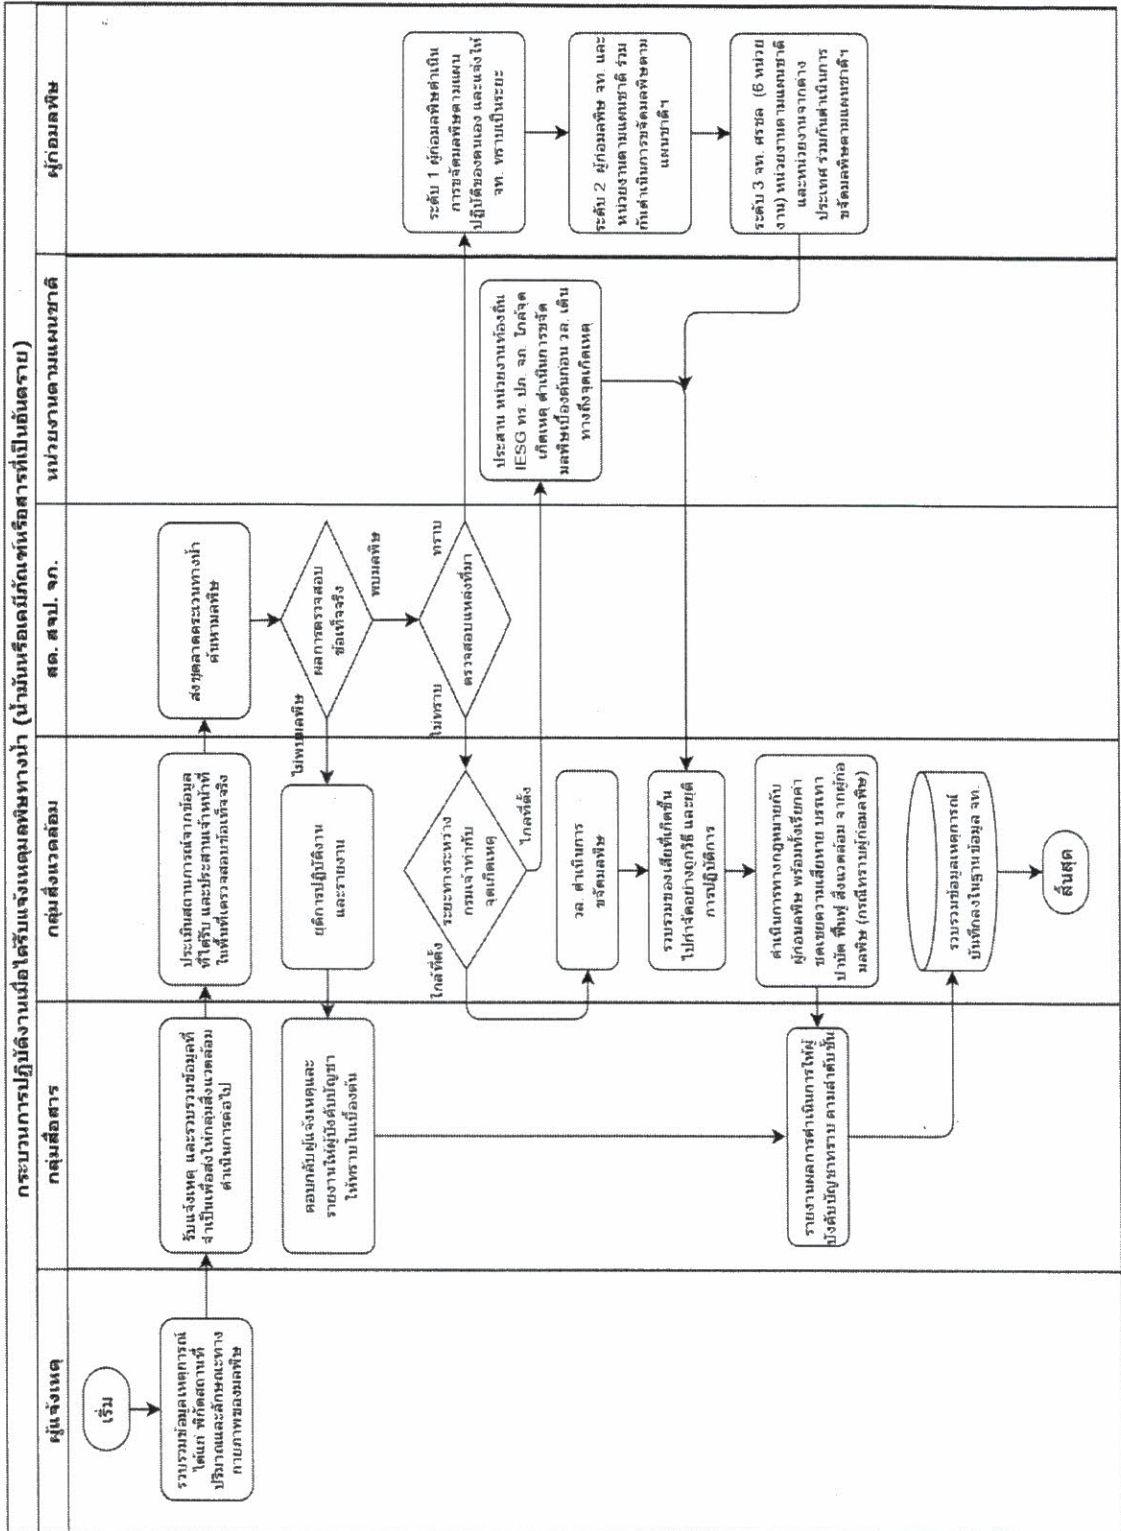 กระบวนการปฏิบัติงานเมื่อได้รับแจ้งเหตุมลพิษทางน้ำ (น้ำมันหรือเคมีภัณฑ์หรือสารที่เป็นอันตราย)
ผู้แจ้งเหตุ
กลุ่มสื่อสาร
กลุ่มสิ่งแวดล้อม
สด. สจป. จภ.
หน่วยงานตามแผนชาติ
ผู้ก่อมลพิษ
เริ่ม
รวบรวมข้อมูลเหตุการณ์
ได้แก่ พิกัดสถานที่
ปริมาณและลักษณะทาง
กายภาพของมลพิษ
รับแจ้งเหตุ และรวบรวมข้อมูลที่
จำเป็นเพื่อส่งให้กลุ่มสิ่งแวดล้อม
ดำเนินการต่อไป
ประเมินสถานการณ์จากข้อมูล
ที่ได้รับ และประสานเจ้าหน้าที่
ในพื้นที่ตรวจสอบข้อเท็จจริง
ส่งชุดลาดตระเวนทางน้ำ
ค้นหามลพิษ
ผลการตรวจสอบ
ข้อเท็จจริง
ไม่พบมลพิษ
พบมลพิษ
ยุติการปฏิบัติงาน
และรายงาน
ตอบกลับผู้แจ้งเหตุและ
รายงานให้ผู้บังคับบัญชา
ให้ทราบในเบื้องต้น
ตรวจสอบแหล่งที่มา
ไม่ทราบ
ทราบ
ระดับ 1 ผู้ก่อมลพิษดำเนิน
การขจัดมลพิษตามแผน
ปฏิบัติของตนเอง และแจ้งให้
จท. ทราบเป็นระยะ
ระดับ 2 ผู้ก่อมลพิษ จท. และ
หน่วยงานตามแผนชาติ ร่วม
กันดำเนินการขจัดมลพิษตาม
แผนชาติฯ
ระดับ 3 จท. ศรชล (6 หน่วย
งาน) หน่วยงานตามแผนชาติ
และหน่วยงานจากต่าง
ประเทศ ร่วมกันดำเนินการ
ขจัดมลพิษตามแผนชาติฯ
ระยะทางระหว่าง
กรมเจ้าท่ากับ
จุดเกิดเหตุ
ใกล้ที่ตั้ง
ไกลที่ตั้ง
ประสาน หน่วยงานท้องถิ่น
IESG ทร. ปภ. จภ. ใกล้จุด
เกิดเหตุ ดำเนินการขจัด
มลพิษเบื้องต้นก่อน วล. เดิน
ทางถึงจุดเกิดเหตุ
วล. ดำเนินการ
ขจัดมลพิษ
รวบรวมของเสียที่เกิดขึ้น
ไปกำจัดอย่างถูกวิธี และยุติ
การปฏิบัติการ
ดำเนินการทางกฎหมายกับ
ผู้ก่อมลพิษ พร้อมทั้งเรียกค่า
ชดเชยความเสียหาย บรรเทา
บำบัด ฟื้นฟู สิ่งแวดล้อม จากผู้ก่อ
มลพิษ (กรณีทราบผู้ก่อมลพิษ)
รายงานผลการดำเนินการให้ผู้
บังคับบัญชาทราบ ตามลำดับชั้น
รวบรวมข้อมูลเหตุการณ์
บันทึกลงในฐานข้อมูล จท.
สิ้นสุด